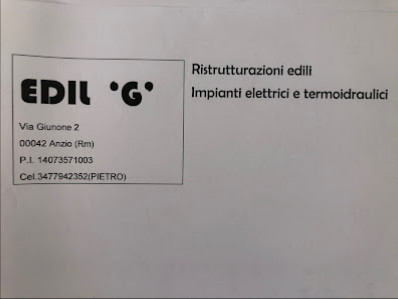 EDIL 'G'
Via Giunone 2
00042 Anzio (Rm)
P.I. 14073571003
Cel.3477942352(PIETRO)
Ristrutturazioni edili
Impianti elettrici e termoidraulici